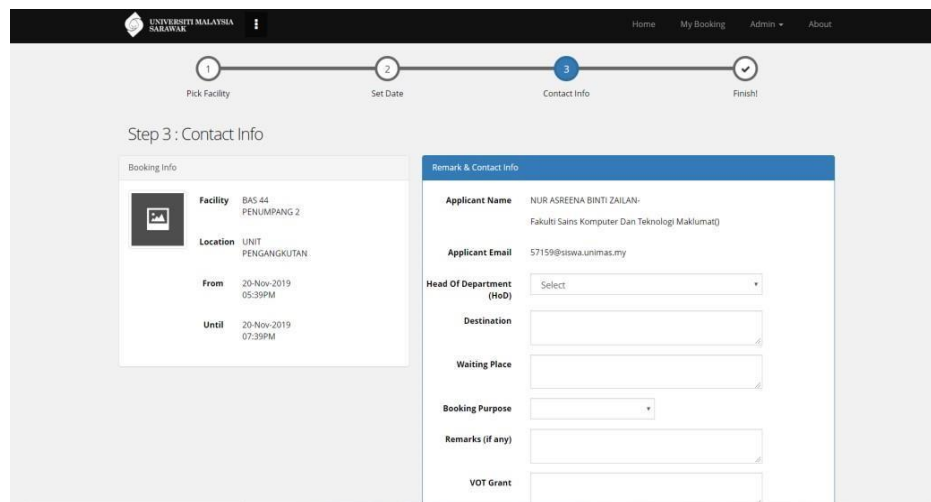 UNIVERSITI MALAYSIA
SARAWAK
Home My Booking Admin About
1 2 3
Pick Facility Set Date Contact Info Finish!
Step 3 : Contact Info
Booking Info
Facility BAS 44
PENUMPANG 2
Location UNIT
PENGANGKUTAN
From 20-Nov-2019
05:39PM
Until 20-Nov-2019
07:39PM
Remark & Contact Info
Applicant Name NUR ASREENA BINTI ZAILAN-
Fakulti Sains Komputer Dan Teknologi Maklumat()
Applicant Email 57159@siswa.unimas.my
Head Of Department
(HoD) Select
Destination
Waiting Place
Booking Purpose
Remarks (if any)
VOT Grant